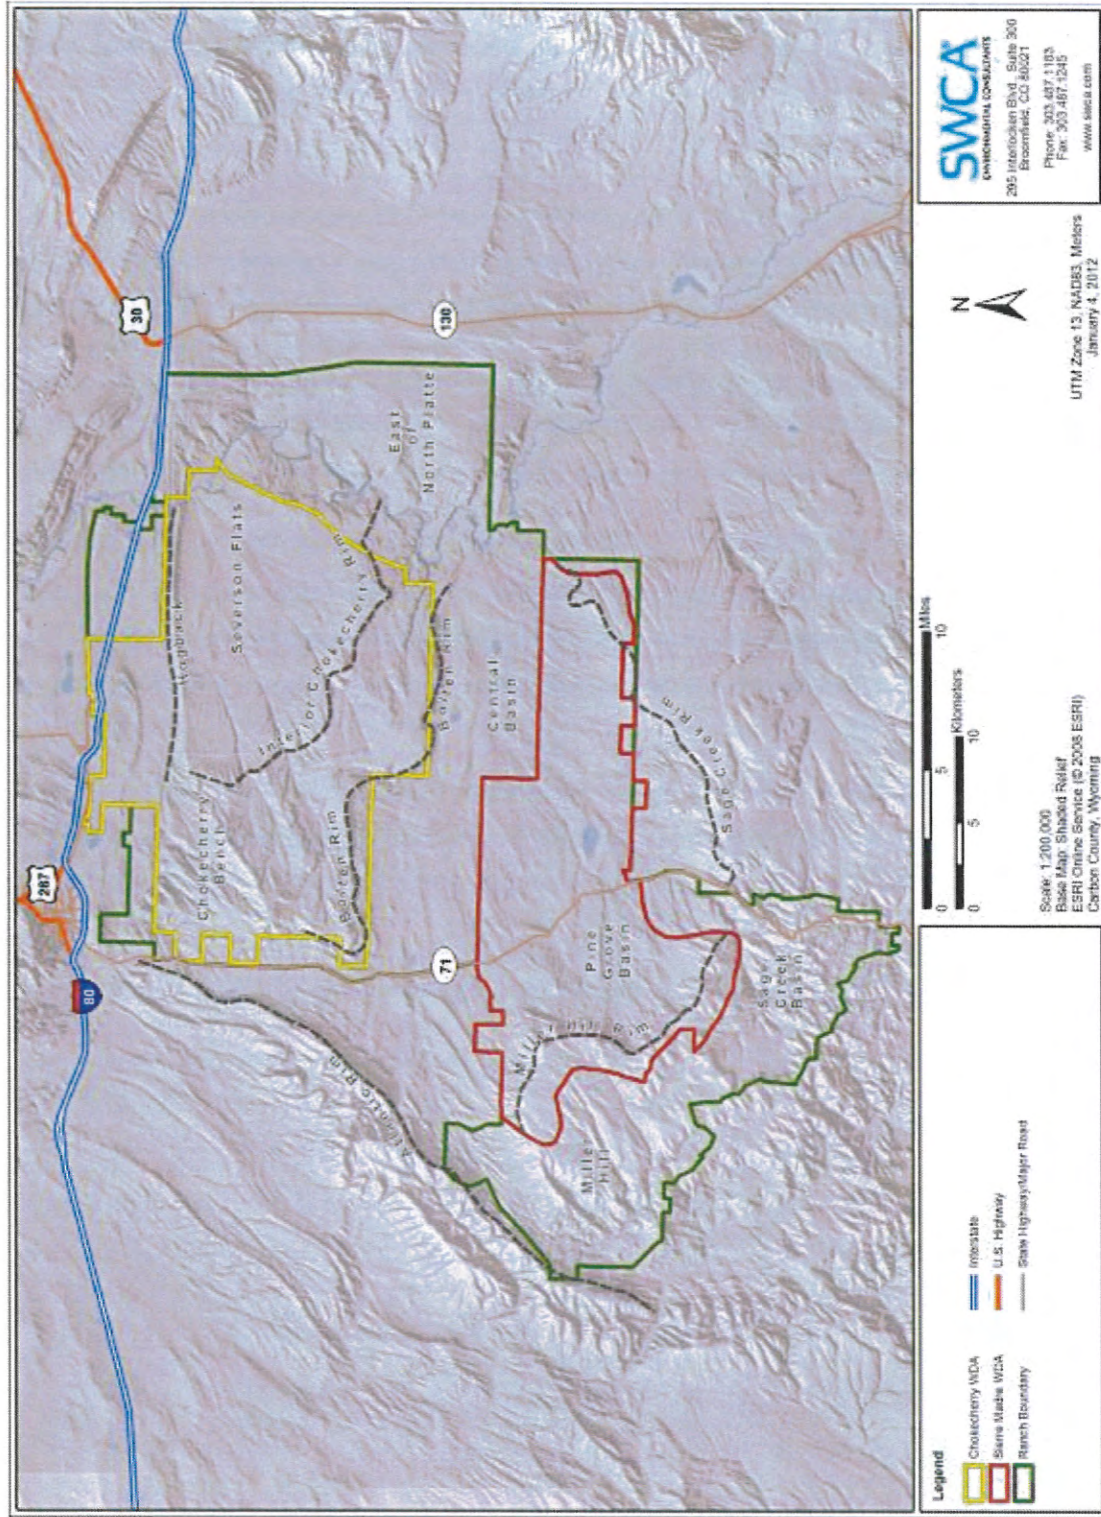 287
30
80
Hogback
Severson Flats
Chokecherry
Bench
Interior Chokecherry Rim
Bolten Rim
Bolten Rim
Atlantic Rim
71
130
East
of
North Platte
Central
Basin
Pine
Grove
Basin
Miller Hill Rim
Miller
Hill
Sage Creek Rim
Sage
Creek
Basin
Legend
Chokecherry WDA
Sierra Madre WDA
Ranch Boundary
Interstate
U.S. Highway
State Highway/Major Road
0 5 10
Miles
0 5 10
Kilometers
Scale: 1:200,000
Base Map: Shaded Relief
ESRI Online Service (© 2008 ESRI)
Carbon County, Wyoming
N
UTM Zone 13, NAD83, Meters
January 4, 2012
SWCA®
ENVIRONMENTAL CONSULTANTS
295 Interlocken Blvd., Suite 300
Broomfield, CO 80021
Phone: 303.487.1183
Fax: 303.487.1245
www.swca.com